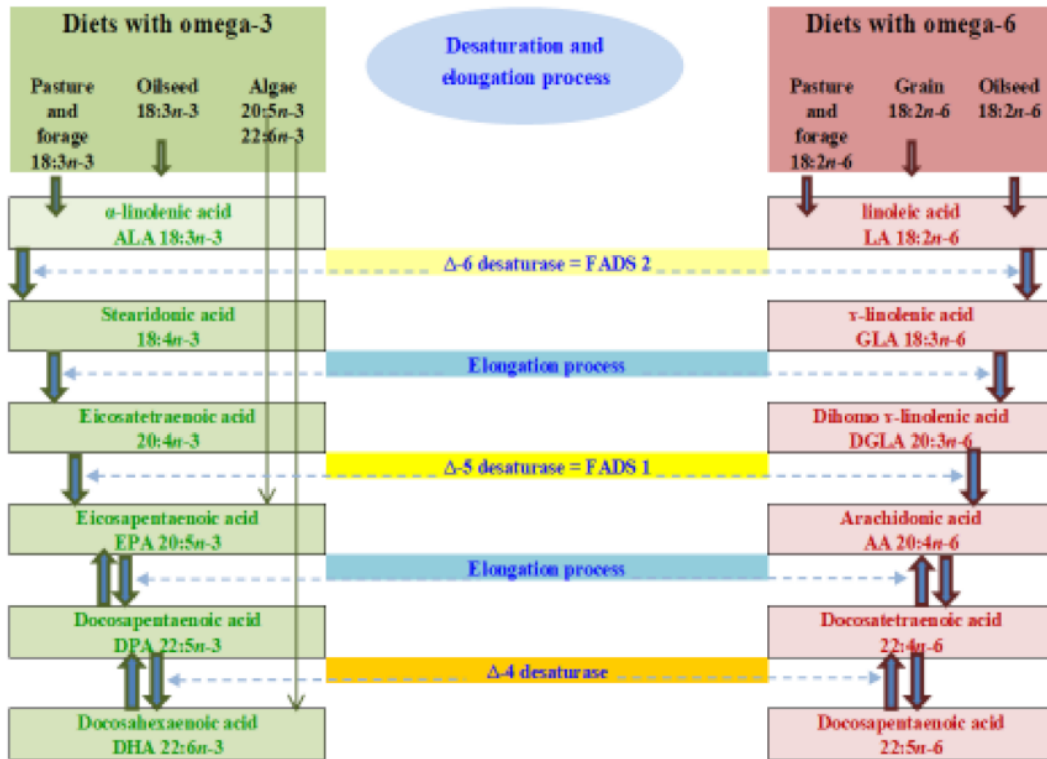 Diets with omega-3
Pasture
and
forage
18:3n-3
Oilseed
18:3n-3
Algae
20:5n-3
22:6n-3
Desaturation and
elongation process
Diets with omega-6
Pasture
and
forage
18:2n-6
Grain
18:2n-6
Oilseed
18:2n-6
α-linolenic acid
ALA 18:3n-3
linoleic acid
LA 18:2n-6
Δ-6 desaturase = FADS 2
Stearidonic acid
18:4n-3
ɤ-linolenic acid
GLA 18:3n-6
Elongation process
Eicosatetraenoic acid
20:4n-3
Dihomo ɤ-linolenic acid
DGLA 20:3n-6
Δ-5 desaturase = FADS 1
Eicosapentaenoic acid
EPA 20:5n-3
Arachidonic acid
AA 20:4n-6
Elongation process
Docosapentaenoic acid
DPA 22:5n-3
Docosatetraenoic acid
22:4n-6
Δ-4 desaturase
Docosahexaenoic acid
DHA 22:6n-3
Docosapentaenoic acid
22:5n-6